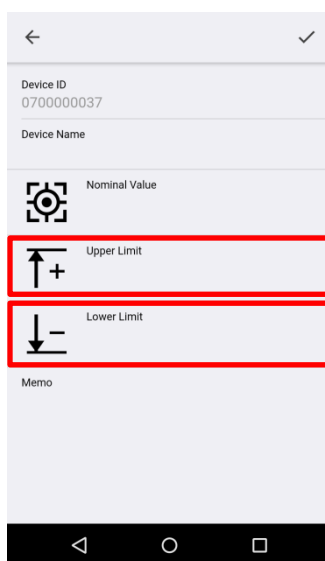 Device ID
0700000037
Device Name
Nominal Value
Upper Limit
Lower Limit
Memo